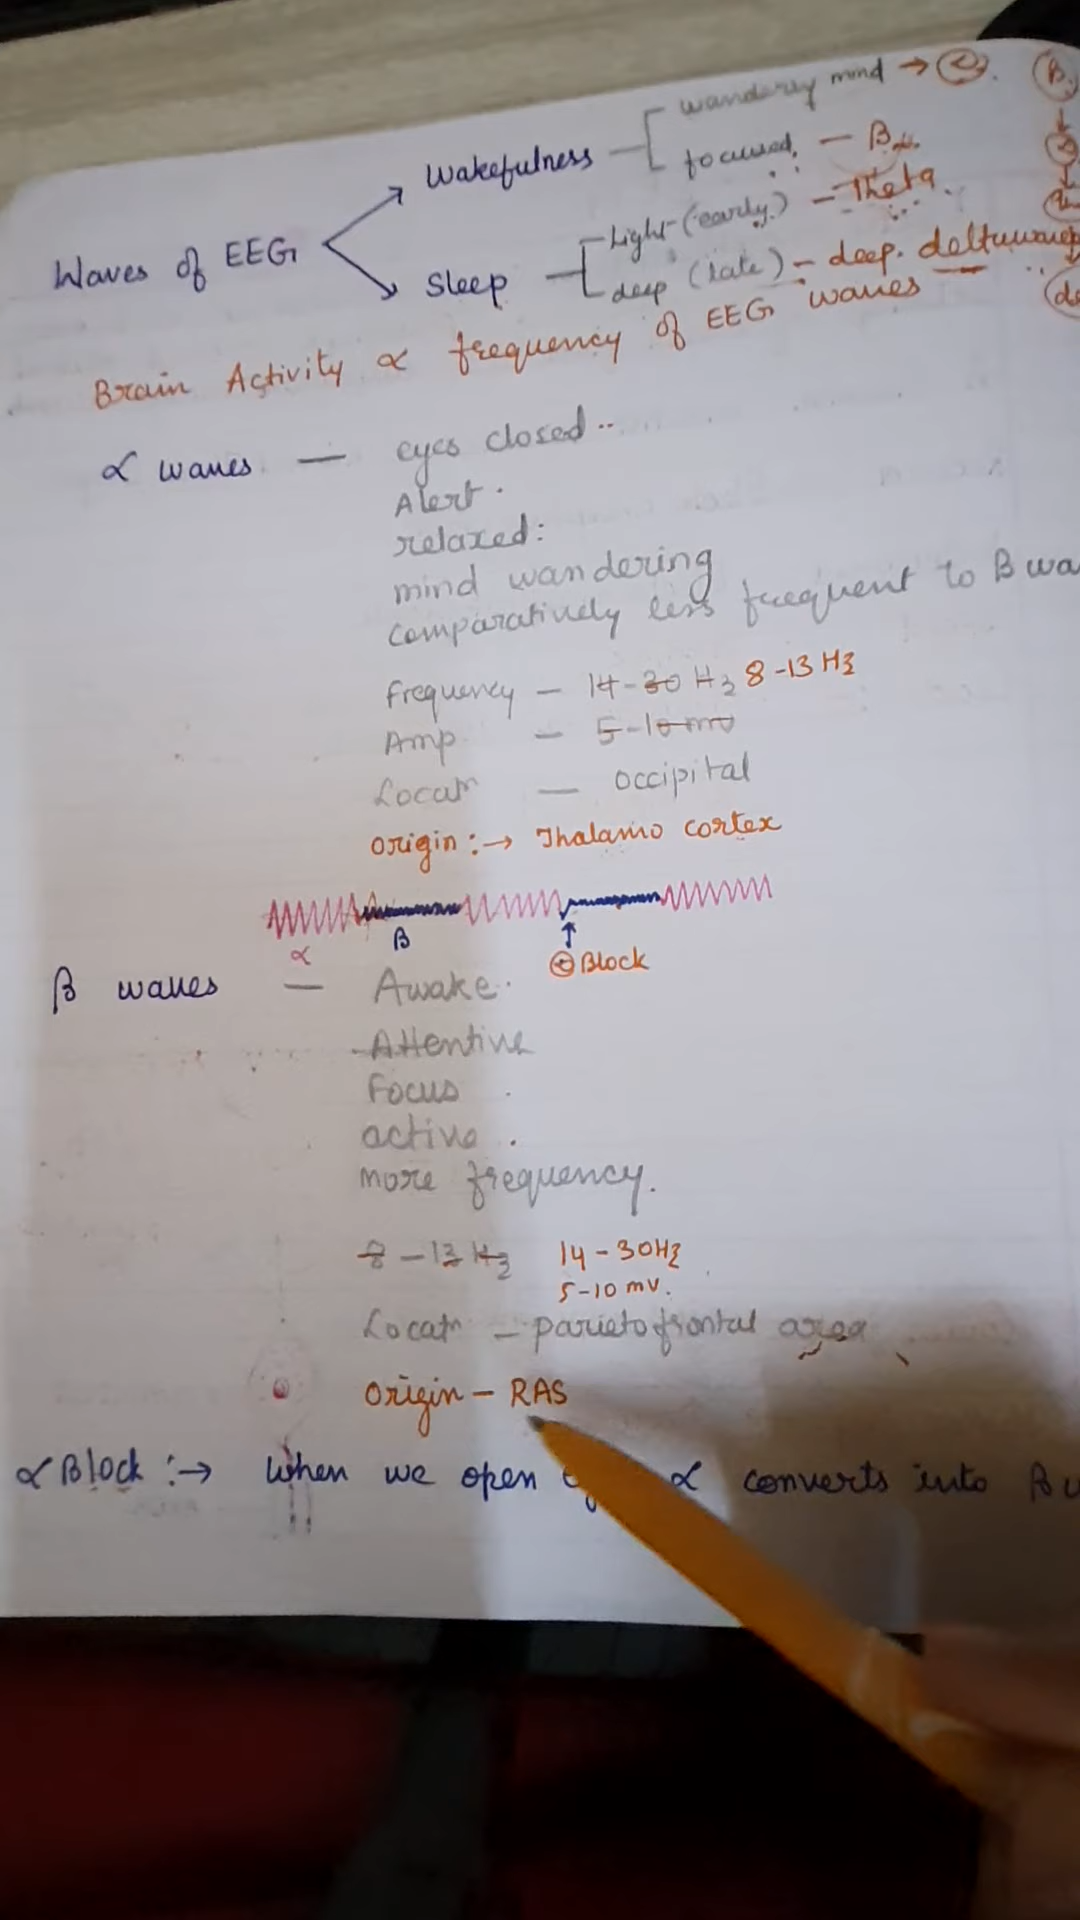 wandering mind → α.
Wakefulness
focused. – β
Light (early) – Theta.
Waves of EEG
Sleep
deep (late) – deep. deltawaves
Brain Activity ∝ frequency of EEG waves
α waves — eyes closed..
Alert.
relaxed:
mind wandering
comparatively less frequent to B wa
frequency – 14-30 Hz 8-13 Hz
Amp – 5-10 mv
Locatn – occipital
Origin :→ Thalamo cortex
α β
Block
β waves — Awake.
Attentive
Focus
active.
more frequency.
8-13 Hz 14-30Hz
5-10 mv.
Locatn – parieto frontal area
Origin – RAS
α Block :→ When we open α converts into β